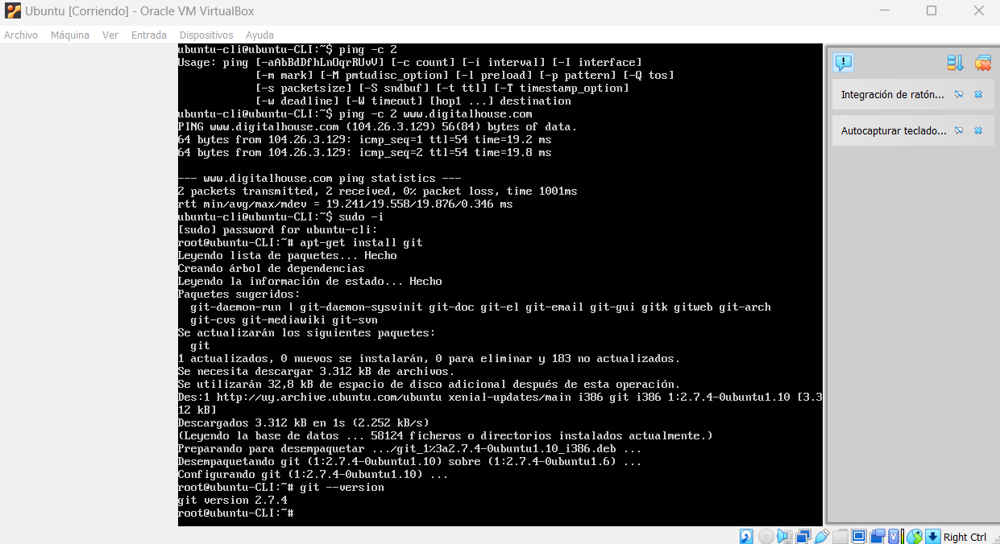 Ubuntu [Corriendo] - Oracle VM VirtualBox
Archivo Máquina Ver Entrada Dispositivos Ayuda
ubuntu-cli@ubuntu-CLI:~$ ping -c 2
Usage: ping [-aAbBdDfhLnOqrRUvV] [-c count] [-i interval] [-I interface]
            [-m mark] [-M pmtudisc_option] [-l preload] [-p pattern] [-Q tos]
            [-s packetsize] [-S sndbuf] [-t ttl] [-T timestamp_option]
            [-w deadline] [-W timeout] [hop1 ...] destination
ubuntu-cli@ubuntu-CLI:~$ ping -c 2 www.digitalhouse.com
PING www.digitalhouse.com (104.26.3.129) 56(84) bytes of data.
64 bytes from 104.26.3.129: icmp_seq=1 ttl=54 time=19.2 ms
64 bytes from 104.26.3.129: icmp_seq=2 ttl=54 time=19.8 ms
--- www.digitalhouse.com ping statistics ---
2 packets transmitted, 2 received, 0% packet loss, time 1001ms
rtt min/avg/max/mdev = 19.241/19.558/19.876/0.346 ms
ubuntu-cli@ubuntu-CLI:~$ sudo -i
[sudo] password for ubuntu-cli:
root@ubuntu-CLI:~# apt-get install git
Leyendo lista de paquetes... Hecho
Creando árbol de dependencias
Leyendo la información de estado... Hecho
Paquetes sugeridos:
  git-daemon-run | git-daemon-sysvinit git-doc git-el git-email git-gui gitk gitweb git-arch
  git-cvs git-mediawiki git-svn
Se actualizarán los siguientes paquetes:
  git
1 actualizados, 0 nuevos se instalarán, 0 para eliminar y 183 no actualizados.
Se necesita descargar 3.312 kB de archivos.
Se utilizarán 32,8 kB de espacio de disco adicional después de esta operación.
Des:1 http://uy.archive.ubuntu.com/ubuntu xenial-updates/main i386 git i386 1:2.7.4-0ubuntu1.10 [3.3
12 kB]
Descargados 3.312 kB en 1s (2.252 kB/s)
(Leyendo la base de datos ... 58124 ficheros o directorios instalados actualmente.)
Preparando para desempaquetar .../git_1%3a2.7.4-0ubuntu1.10_i386.deb ...
Desempaquetando git (1:2.7.4-0ubuntu1.10) sobre (1:2.7.4-0ubuntu1.6) ...
Configurando git (1:2.7.4-0ubuntu1.10) ...
root@ubuntu-CLI:~# git --version
git version 2.7.4
root@ubuntu-CLI:~#
Integración de ratón...
Autocapturar teclado...
Right Ctrl